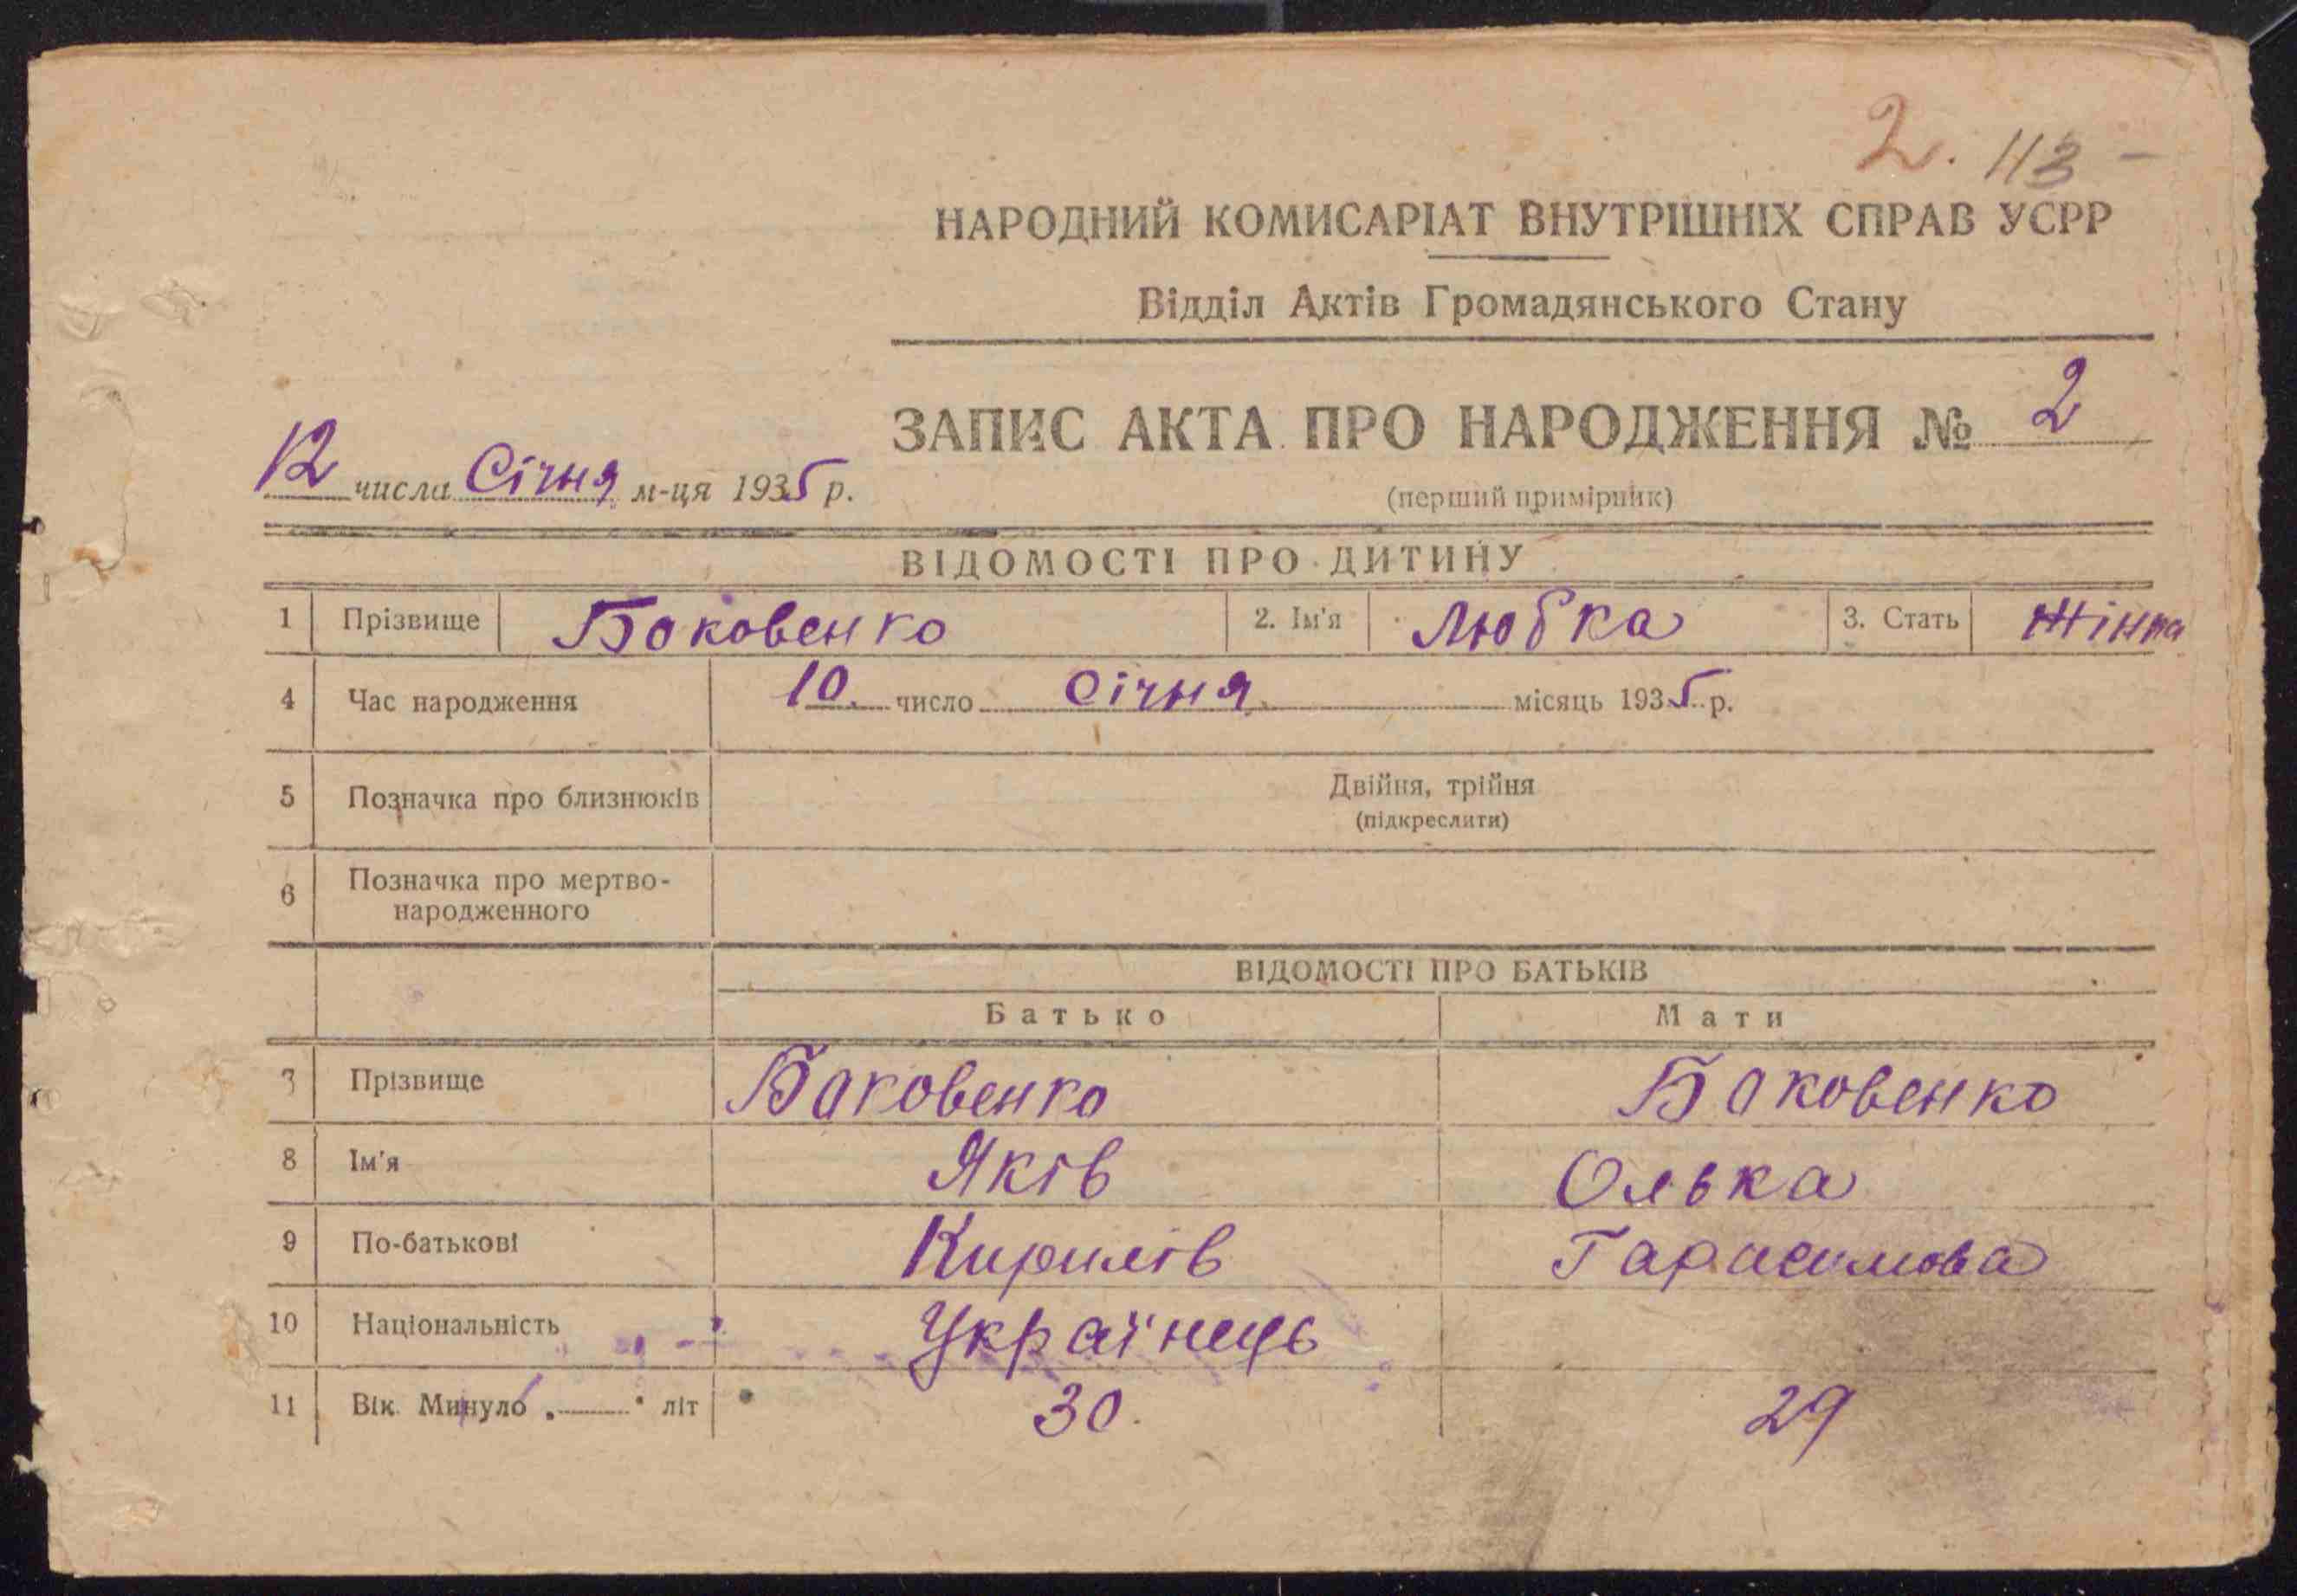 2. 113 -
НАРОДНИЙ КОМИСАРІАТ ВНУТРІШНІХ СПРАВ УСРР
Відділ Актів Громадянського Стану
ЗАПИС АКТА ПРО НАРОДЖЕННЯ № 2
12 числа Січня м-ця 1935 р.
(перший примірник)
ВІДОМОСТІ ПРО ДИТИНУ
1 Прізвище Баковенко 2. Ім'я Любка 3. Стать Жінка
4 Час народження 10. число Січня місяць 1935 р.
5 Позначка про близнюків Двійня, трійня
(підкреслити)
6 Позначка про мертво-
народженного
ВІДОМОСТІ ПРО БАТЬКІВ
Батько Мати
7 Прізвище Баковенко Баковенко
8 Ім'я Яків Олька
9 По-батькові Кирилів Гарасимова
10 Національність Українець
11 Вік. Минуло „ “ літ 30. 29